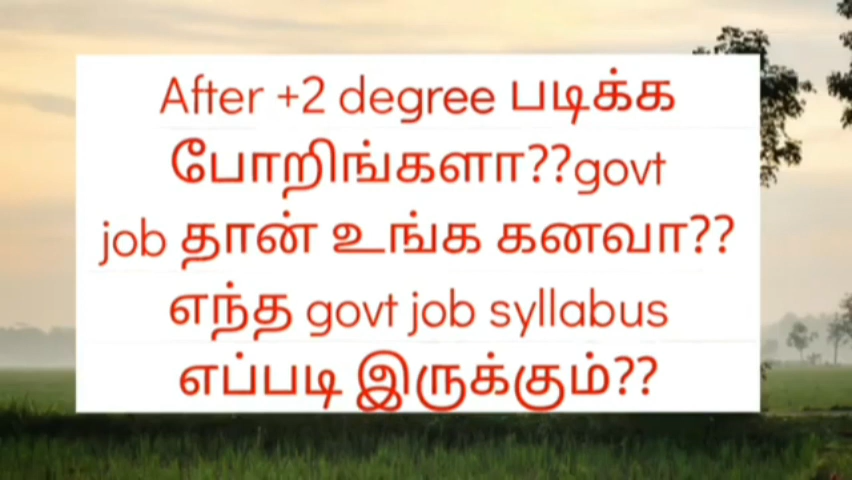 After +2 degree படிக்க
போறிங்களா??govt
job தான் உங்க கனவா??
எந்த govt job syllabus
எப்படி இருக்கும்??